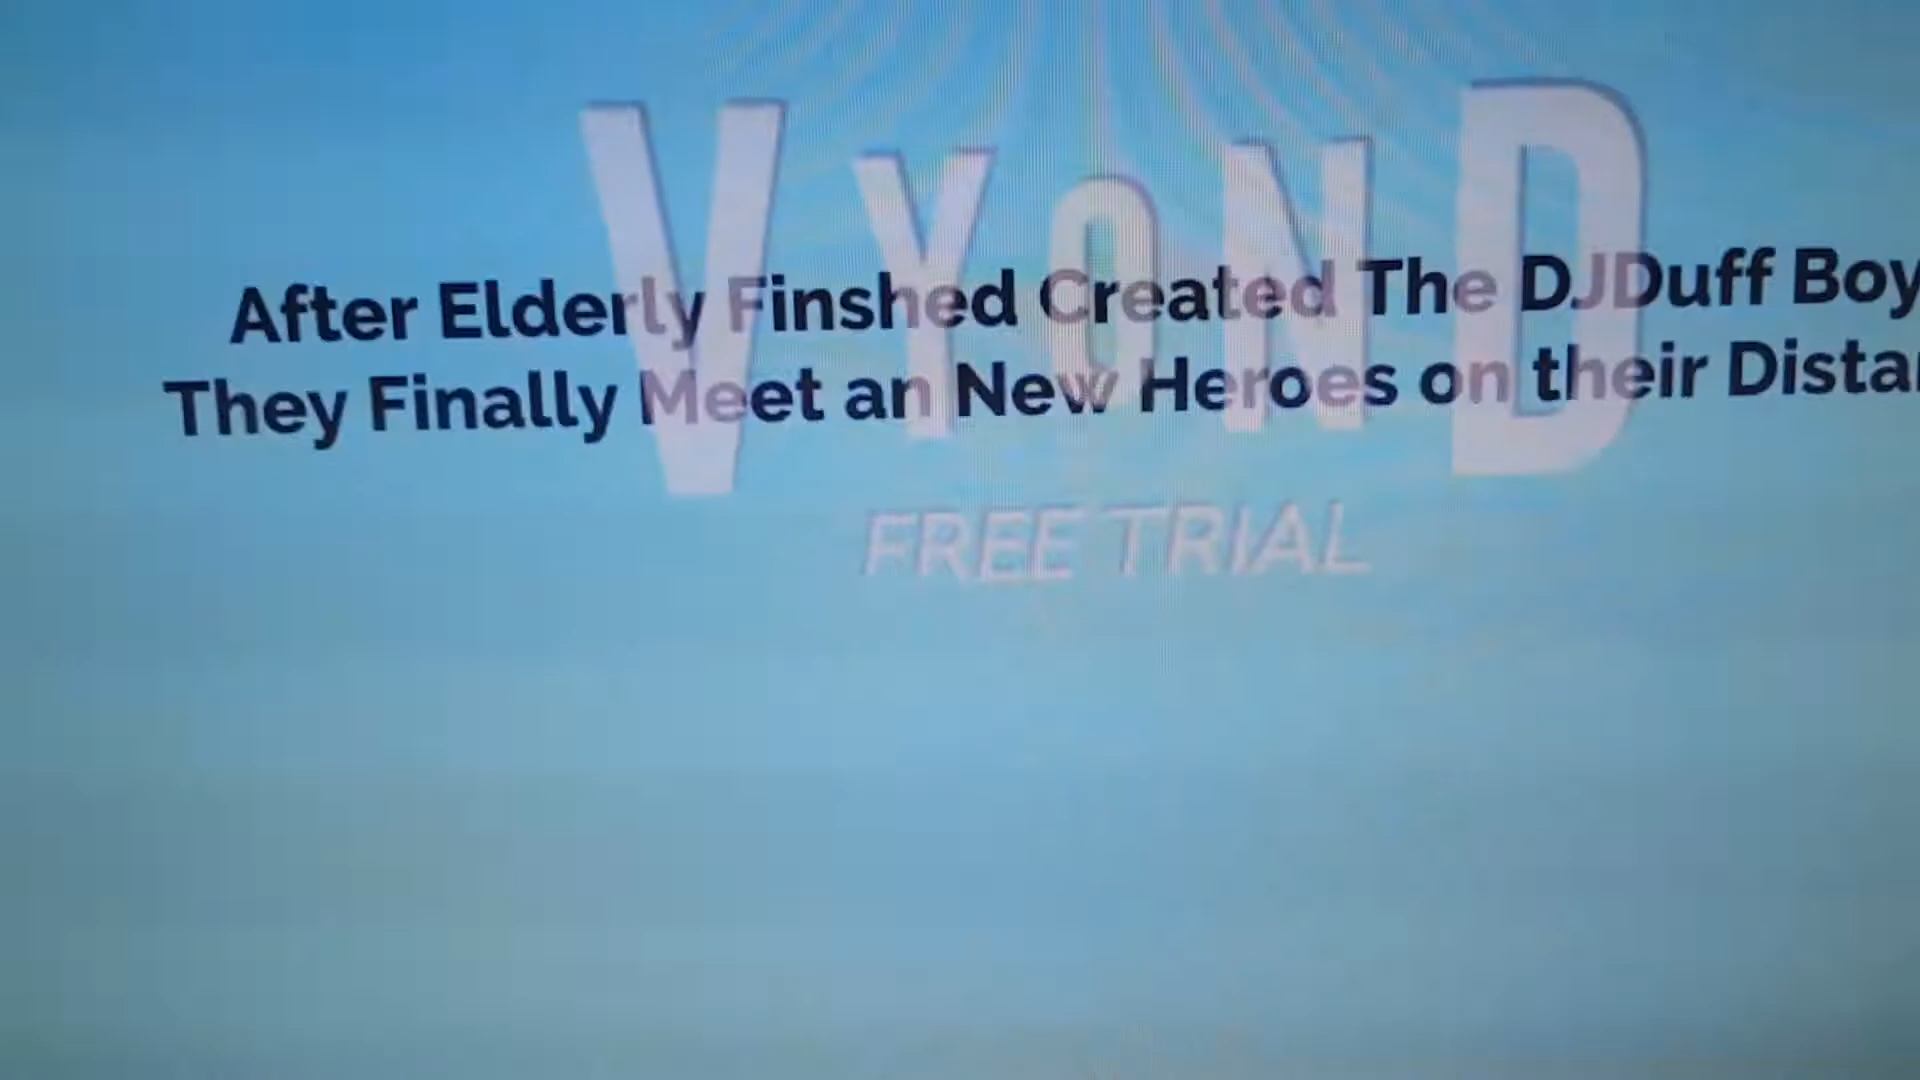 VYOND
After Elderly Finshed Created The DJDuff Boy
They Finally Meet an New Heroes on their
FREE TRIAL